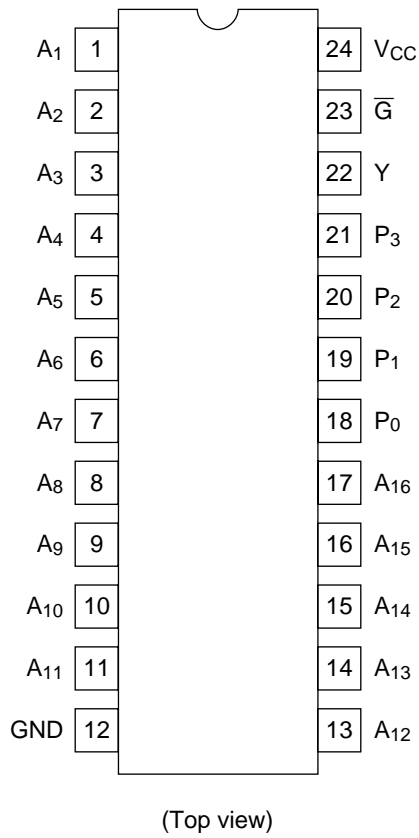 A1 1 24 VCC
A2 2 23 G̅
A3 3 22 Y
A4 4 21 P3
A5 5 20 P2
A6 6 19 P1
A7 7 18 P0
A8 8 17 A16
A9 9 16 A15
A10 10 15 A14
A11 11 14 A13
GND 12 13 A12
(Top view)